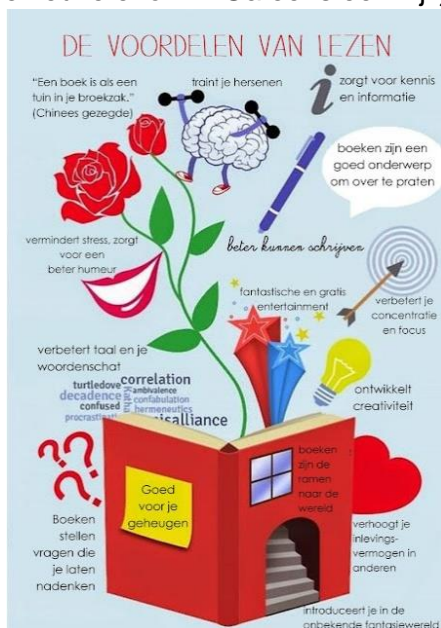 DE VOORDELEN VAN LEZEN
"Een boek is als een
tuin in je broekzak."
(Chinees gezegde)
traint je hersenen
zorgt voor kennis
en informatie
boeken zijn een
goed onderwerp
om over te praten
vermindert stress, zorgt
voor een
beter humeur
beter kunnen schrijven
fantastische en gratis
entertainment
verbetert je
concentratie
en focus
verbetert taal en je
woordenschat
turtledove
correlation
decadence
ambivalence
confused
confabulation
hermeneutics
ontwikkelt
creativiteit
Goed
voor je
geheugen
boeken
zijn de
ramen
naar de
wereld
Boeken
stellen
vragen die
je laten
nadenken
verhoogt je
inlevings-
vermogen in
anderen
introduceert je in de
onbekende fantasiewereld